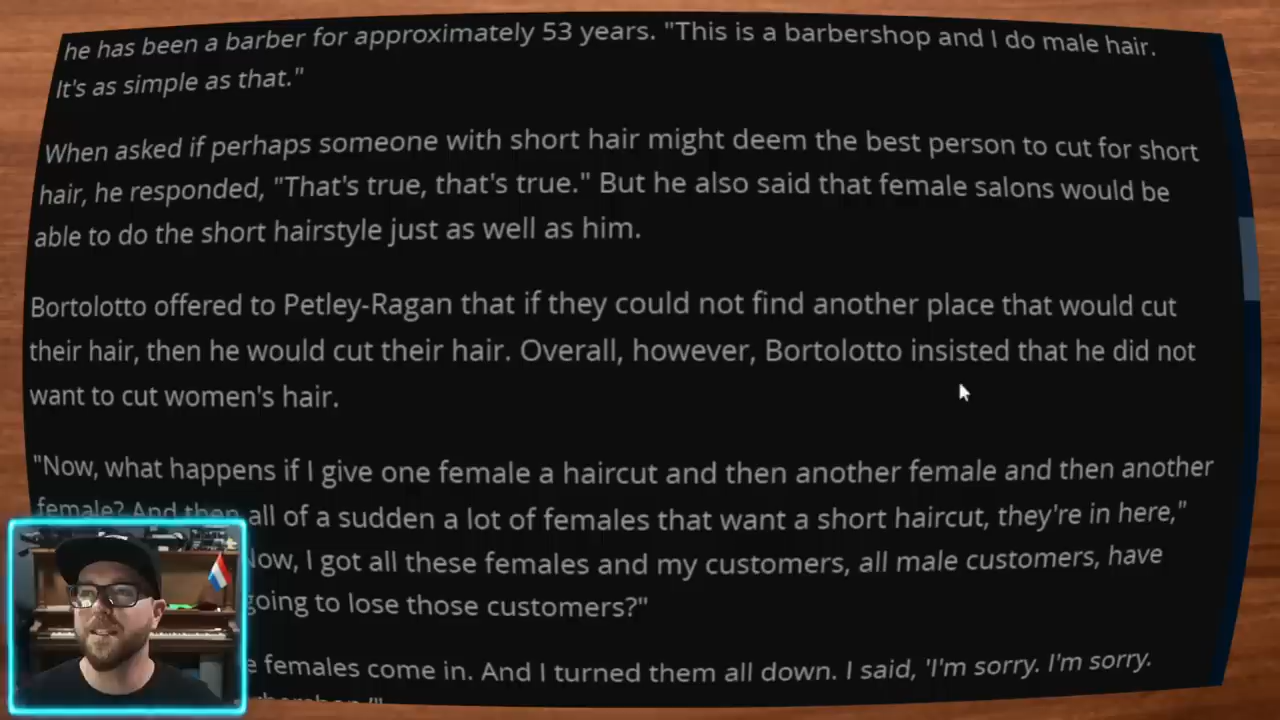 he has been a barber for approximately 53 years. "This is a barbershop and I do male hair.
It's as simple as that."
When asked if perhaps someone with short hair might deem the best person to cut for short
hair, he responded, "That's true, that's true." But he also said that female salons would be
able to do the short hairstyle just as well as him.
Bortolotto offered to Petley-Ragan that if they could not find another place that would cut
their hair, then he would cut their hair. Overall, however, Bortolotto insisted that he did not
want to cut women's hair.
"Now, what happens if I give one female a haircut and then another female and then another
female? And then all of a sudden a lot of females that want a short haircut, they're in here,"
Now, I got all these females and my customers, all male customers, have
going to lose those customers?"
females come in. And I turned them all down. I said, 'I'm sorry. I'm sorry.